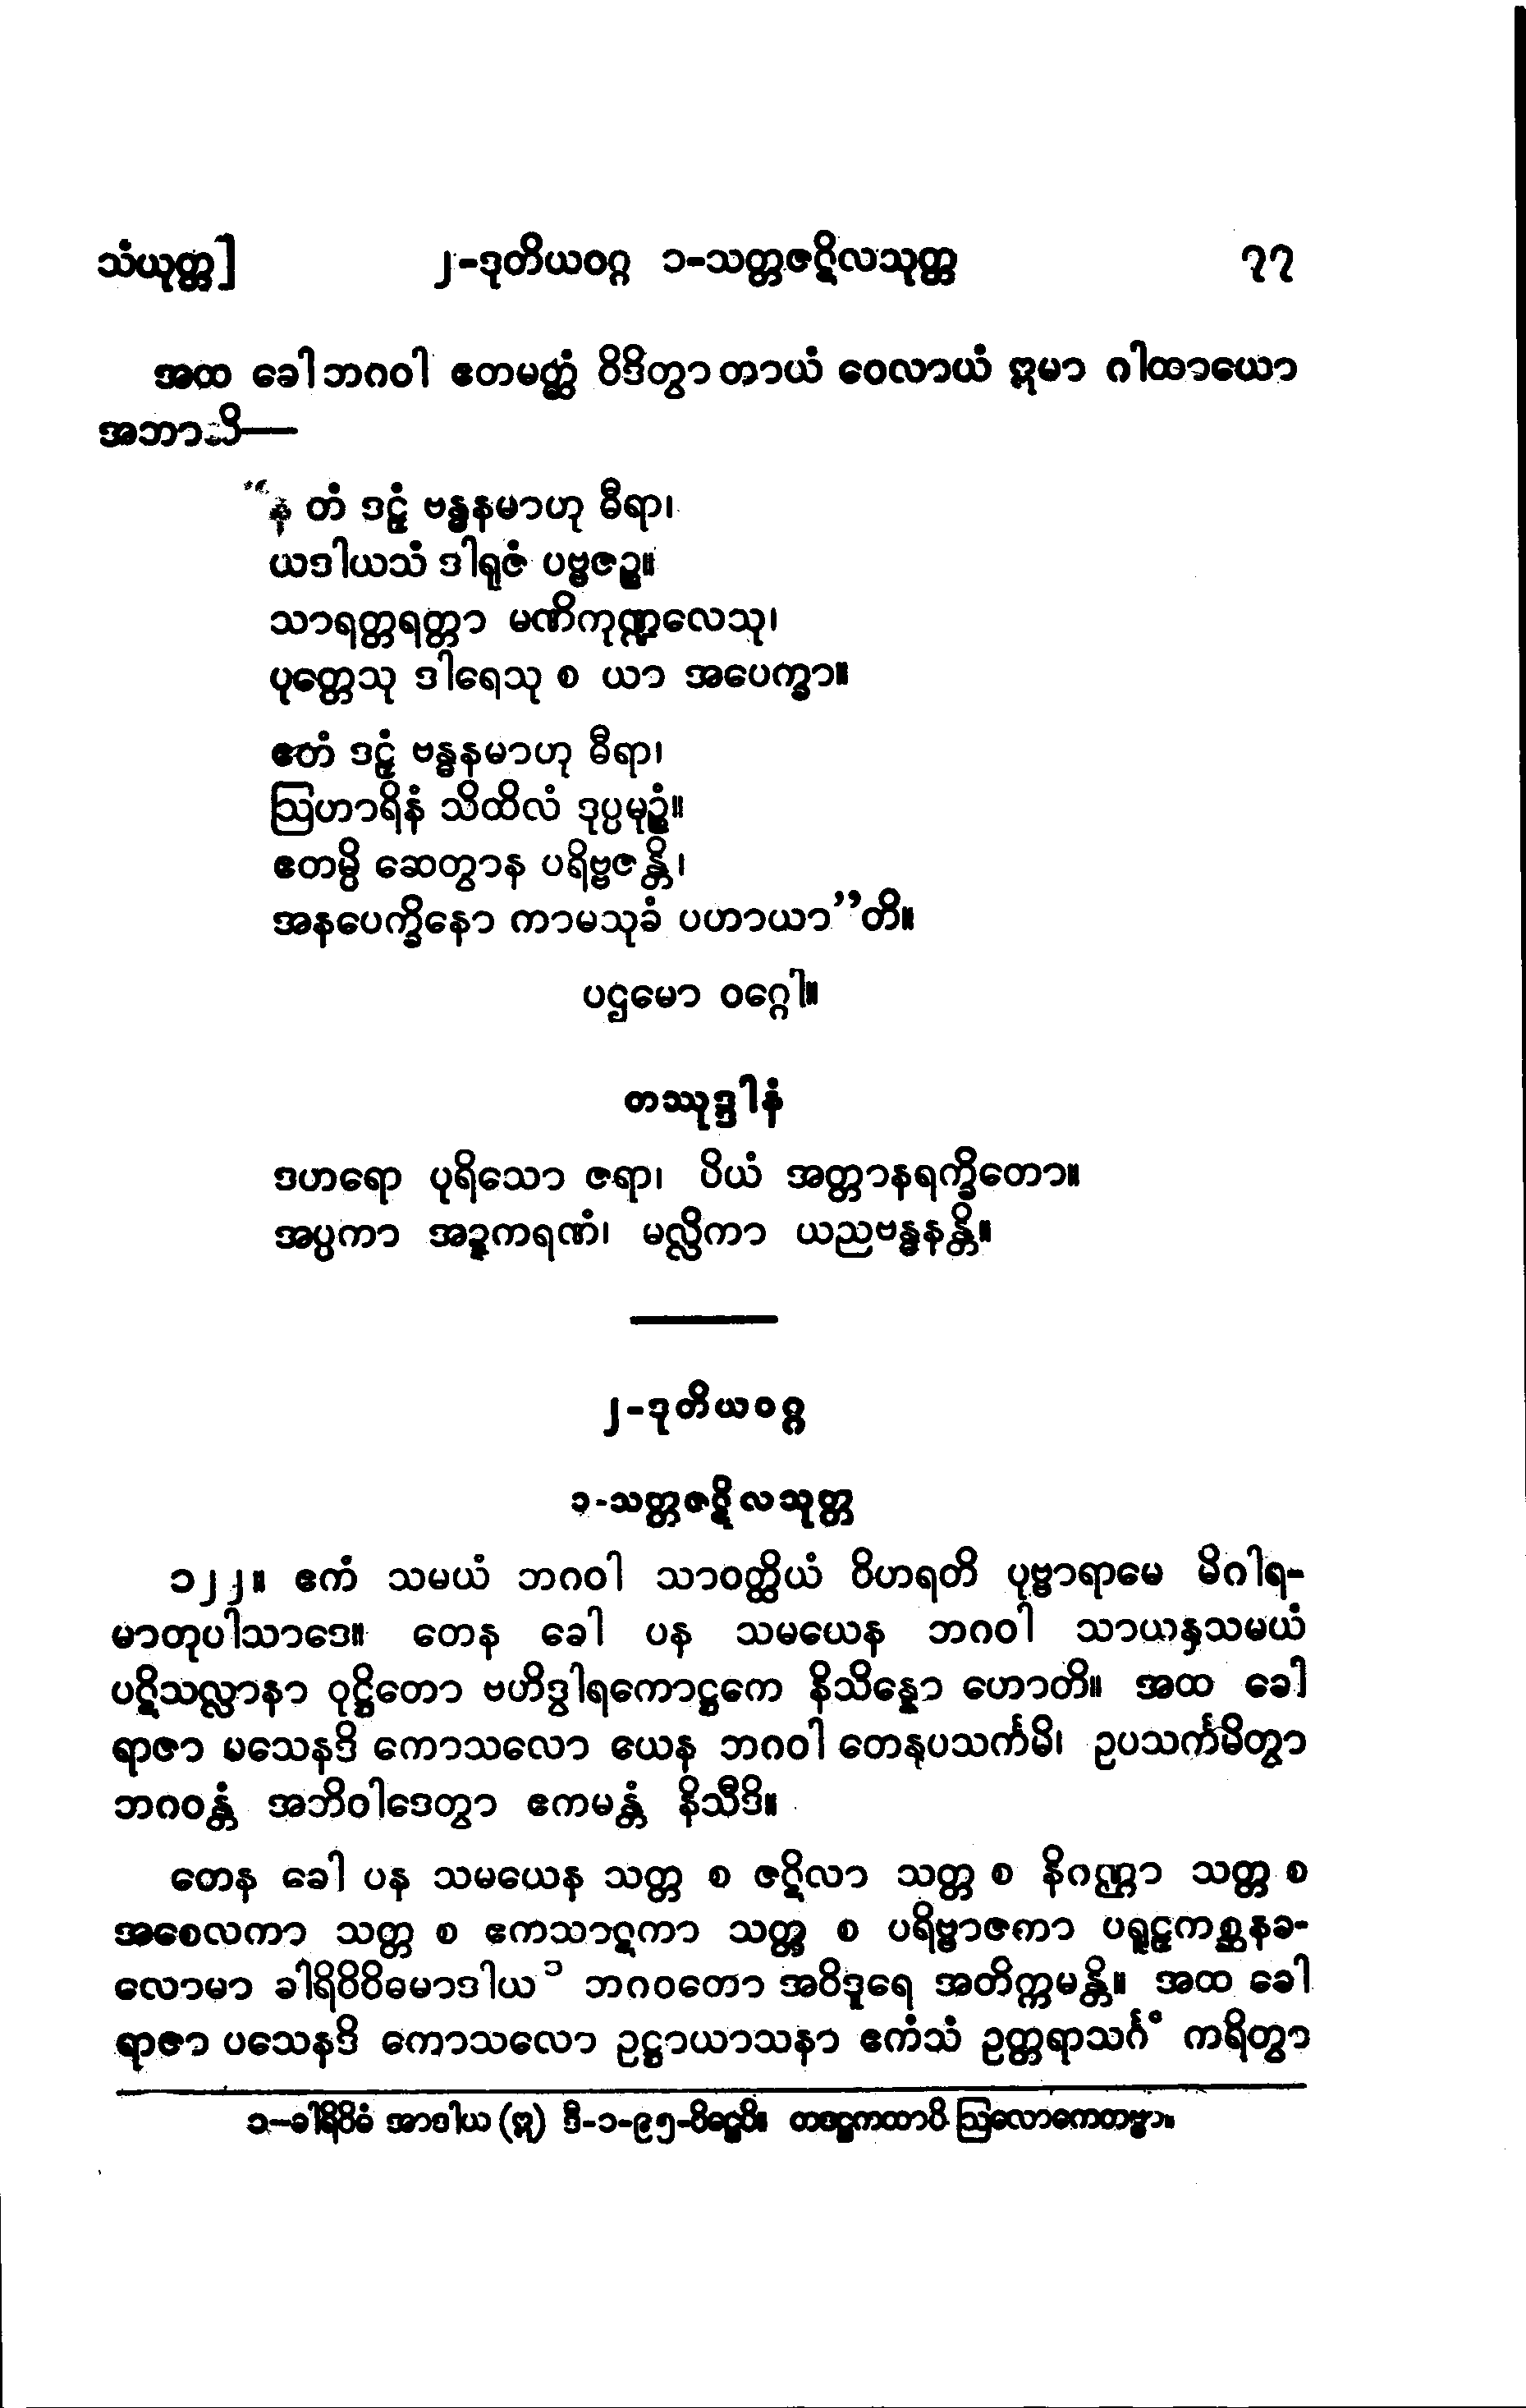 သံယုတ္တ]	၂-ဒုတိယဝဂ္ဂ ၁-သတ္တဇဋိလသုတ္တ	၇၇
အထ ခေါ ဘဂဝါ ဧတမတ္ထံ ဝိဒိတွာ တာယံ ဝေလာယံ ဣမာ ဂါထာယော
အဘာသိ—
“န တံ ဒဠှံ ဗန္ဓနမာဟု ဓီရာ၊
ယဒါယသံ ဒါရုဇံ ပဗ္ဗဇဉ္စ။
သာရတ္တရတ္တာ မဏိကုဏ္ဍလေသု၊
ပုတ္တေသု ဒါရေသု စ ယာ အပေက္ခာ။
ဧတံ ဒဠှံ ဗန္ဓနမာဟု ဓီရာ၊
ဩဟာရိနံ သိထိလံ ဒုပ္ပမုဉ္စံ။
ဧတမ္ပိ ဆေတွာန ပရိဗ္ဗဇန္တိ၊
အနပေက္ခိနော ကာမသုခံ ပဟာယာ”တိ။
ပဌမော ဝဂ္ဂေါ။
တဿုဒ္ဒါနံ
ဒဟရော ပုရိသော ဇရာ၊ ပိယံ အတ္တာနရက္ခိတော။
အပ္ပကာ အဍ္ဍကရဏံ၊ မလ္လိကာ ယညဗန္ဓနန္တိ။
၂-ဒုတိယဝဂ္ဂ
၁-သတ္တဇဋိလသုတ္တ
၁၂၂။ ဧကံ သမယံ ဘဂဝါ သာဝတ္ထိယံ ဝိဟရတိ ပုဗ္ဗာရာမေ မိဂါရ-
မာတုပါသာဒေ။ တေန ခေါ ပန သမယေန ဘဂဝါ သာယနှသမယံ
ပဋိသလ္လာနာ ဝုဋ္ဌိတော ဗဟိဒွါရကောဋ္ဌကေ နိသိန္နော ဟောတိ။ အထ ခေါ
ရာဇာ ပသေနဒိ ကောသလော ယေန ဘဂဝါ တေနုပသင်္ကမိ၊ ဥပသင်္ကမိတွာ
ဘဂဝန္တံ အဘိဝါဒေတွာ ဧကမန္တံ နိသီဒိ။
တေန ခေါ ပန သမယေန သတ္တ စ ဇဋိလာ သတ္တ စ နိဂဏ္ဌာ သတ္တ စ
အစေလကာ သတ္တ စ ဧကသာဋကာ သတ္တ စ ပရိဗ္ဗာဇကာ ပရူဠှကစ္ဆနခ-
လောမာ ခါရိဝိဝိဓမာဒါယ ၁ ဘဂဝတော အဝိဒူရေ အတိက္ကမန္တိ။ အထ ခေါ
ရာဇာ ပသေနဒိ ကောသလော ဥဋ္ဌာယာသနာ ဧကံသံ ဥတ္တရာသင်္ဂံ ကရိတွာ
၁—ခါရိဝိဓံ အာဒါယ (ဣ) ဒီ-၁-၉၅-ပိဋ္ဌေပိ။ တဒဋ္ဌကထာပိ ဩလောကေတဗ္ဗာ။